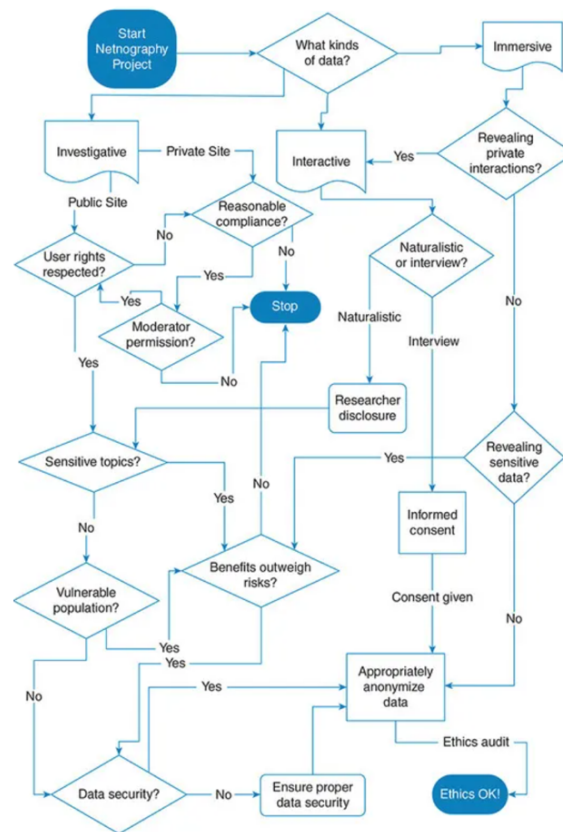 Start
Netnography
Project
What kinds
of data?
Immersive
Investigative
Private Site
Interactive
Yes
Revealing
private
interactions?
Public Site
Reasonable
compliance?
No
User rights
respected?
No
Yes
Naturalistic
or interview?
No
Yes
Stop
Moderator
permission?
Naturalistic
Interview
Yes
No
Researcher
disclosure
Sensitive topics?
Yes
No
Yes
Revealing
sensitive
data?
No
Informed
consent
Benefits outweigh
risks?
Vulnerable
population?
Consent given
No
Yes
Yes
No
Yes
Appropriately
anonymize
data
Ethics audit
Data security?
No
Ensure proper
data security
Ethics OK!